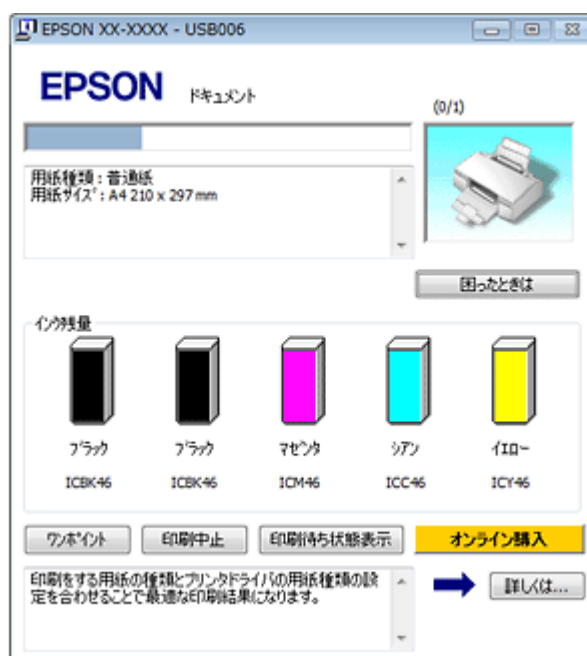 EPSON XX-XXXX - USB006
EPSON ドキュメント
(0/1)
用紙種類 : 普通紙
用紙サイズ : A4 210 x 297 mm
困ったときは
インク残量
ブラック ブラック マゼンタ シアン イエロー
ICBK46 ICBK46 ICM46 ICC46 ICY46
ワンポイント 印刷中止 印刷待ち状態表示 オンライン購入
印刷をする用紙の種類とプリンタドライバの用紙種類の設
定を合わせることで最適な印刷結果になります。
詳しくは...